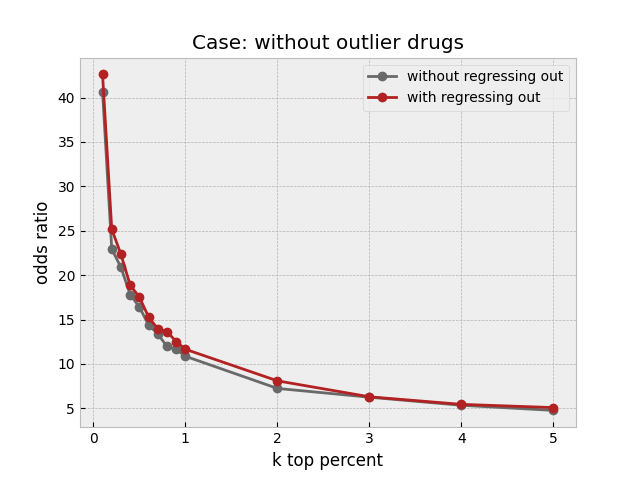 Case: without outlier drugs
without regressing out
with regressing out
40
35
30
25
20
15
10
5
odds ratio
0 1 2 3 4 5
k top percent